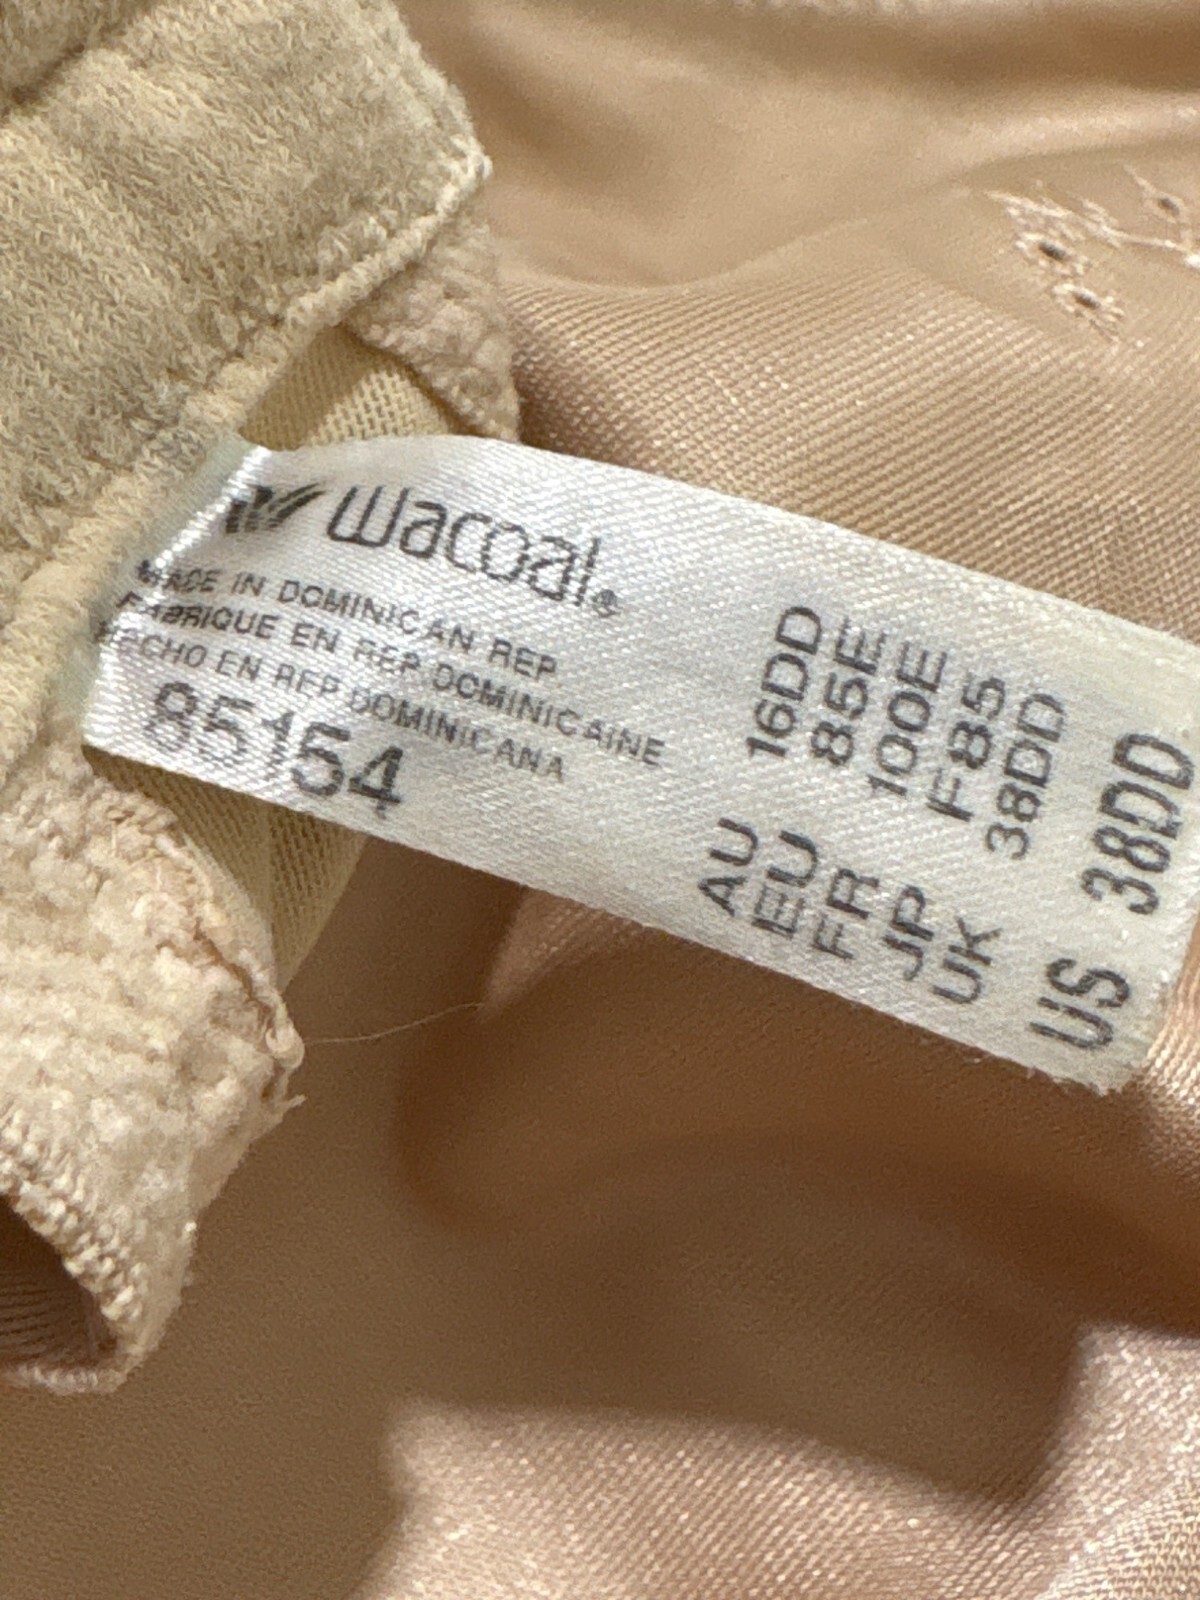 Wacoal®
MADE IN DOMINICAN REP
FABRIQUE EN REP DOMINICAINE
HECHO EN REP DOMINICANA
85154
AU 16DD
EU 85E
FR 100E
JP F85
UK 38DD
US 38DD